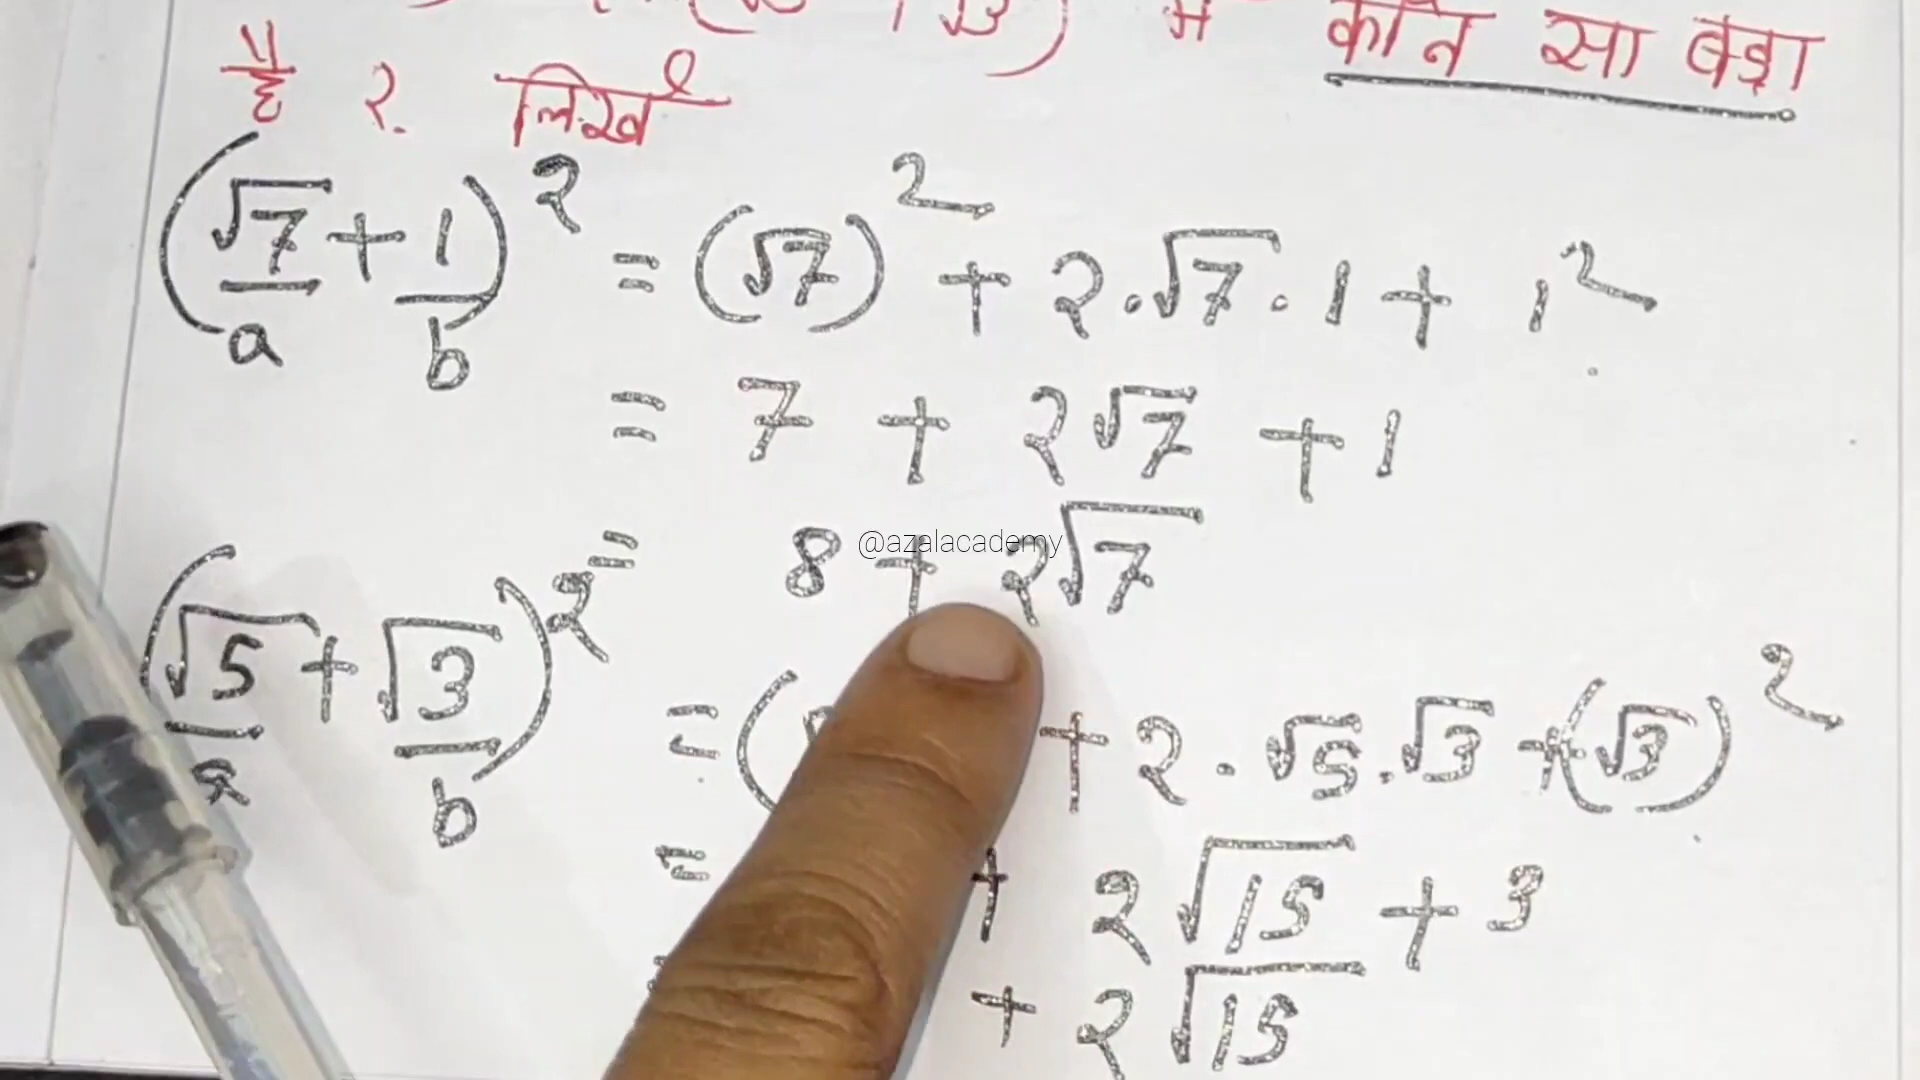 में कौन सा बड़ा
है ? लिखें
(√7 + 1)² = (√7)² + 2·√7·1 + 1²
a b
= 7 + 2√7 + 1
= 8 + 2√7
@azalacademy
(√5 + √3)²
a b
= ( + 2·√5·√3 + (√3)²
= + 2√15 + 3
+ 2√15